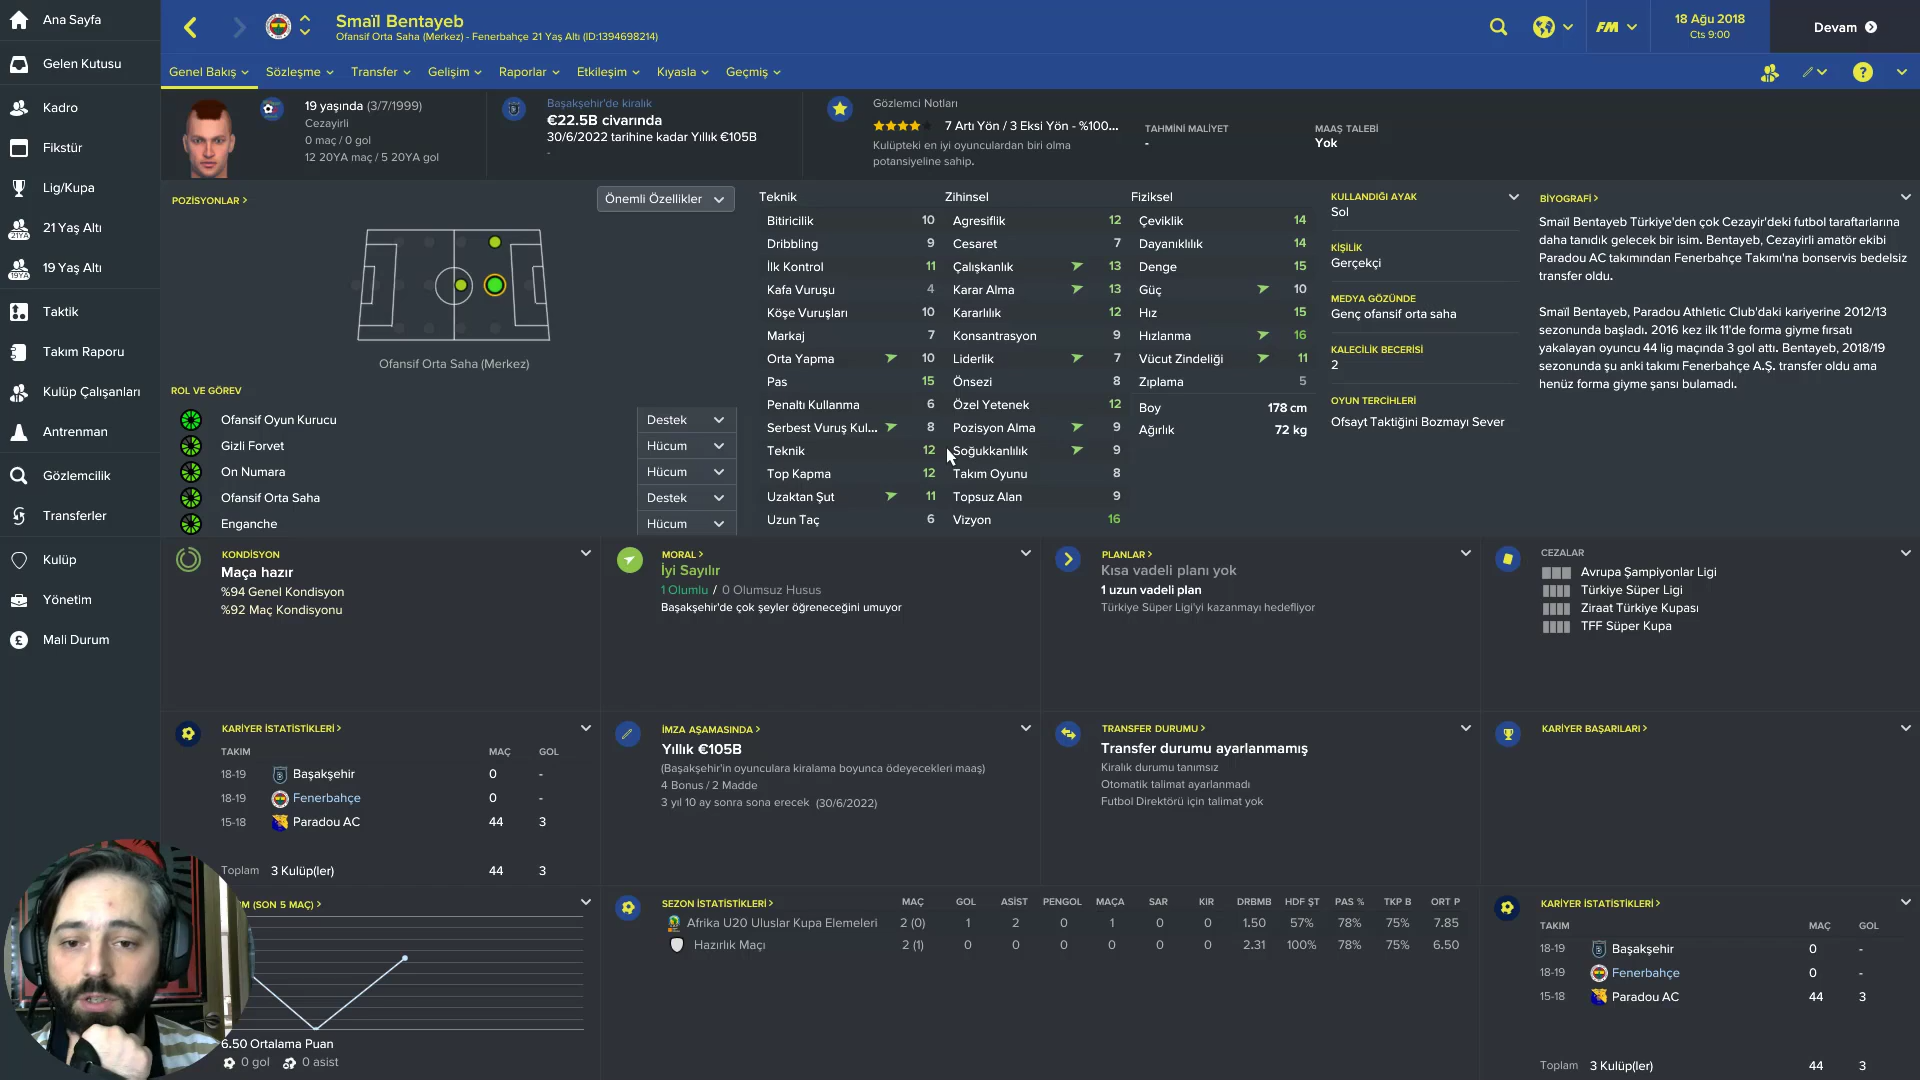 Ana Sayfa
Gelen Kutusu
Kadro
Fikstür
Lig/Kupa
21 Yaş Altı
19 Yaş Altı
Taktik
Takım Raporu
Kulüp Çalışanları
Antrenman
Gözlemcilik
Transferler
Kulüp
Yönetim
Mali Durum
Smaïl Bentayeb
Ofansif Orta Saha (Merkez) - Fenerbahçe 21 Yaş Altı (ID:1394698214)
FM
18 Ağu 2018
Cts 9:00
Devam
Genel Bakış Sözleşme Transfer Gelişim Raporlar Etkileşim Kıyasla Geçmiş
19 yaşında (3/7/1999)
Cezayirli
0 maç / 0 gol
12 20YA maç / 5 20YA gol
Başakşehir'de kiralık
€22.5B civarında
30/6/2022 tarihine kadar Yıllık €105B
-
Gözlemci Notları
7 Artı Yön / 3 Eksi Yön - %100...
Kulüpteki en iyi oyunculardan biri olma
potansiyeline sahip.
TAHMİNİ MALİYET
-
MAAŞ TALEBİ
Yok
POZİSYONLAR >
Önemli Özellikler
Ofansif Orta Saha (Merkez)
ROL VE GÖREV
Ofansif Oyun Kurucu Destek
Gizli Forvet Hücum
On Numara Hücum
Ofansif Orta Saha Destek
Enganche Hücum
Teknik
Bitiricilik 10
Dribbling 9
İlk Kontrol 11
Kafa Vuruşu 4
Köşe Vuruşları 10
Markaj 7
Orta Yapma 10
Pas 15
Penaltı Kullanma 6
Serbest Vuruş Kul... 8
Teknik 12
Top Kapma 12
Uzaktan Şut 11
Uzun Taç 6
Zihinsel
Agresiflik 12
Cesaret 7
Çalışkanlık 13
Karar Alma 13
Kararlılık 12
Konsantrasyon 9
Liderlik 7
Önsezi 8
Özel Yetenek 12
Pozisyon Alma 9
Soğukkanlılık 9
Takım Oyunu 8
Topsuz Alan 9
Vizyon 16
Fiziksel
Çeviklik 14
Dayanıklılık 14
Denge 15
Güç 10
Hız 15
Hızlanma 16
Vücut Zindeliği 11
Zıplama 5
Boy 178 cm
Ağırlık 72 kg
KULLANDIĞI AYAK
Sol
KİŞİLİK
Gerçekçi
MEDYA GÖZÜNDE
Genç ofansif orta saha
KALECİLİK BECERİSİ
2
OYUN TERCİHLERİ
Ofsayt Taktiğini Bozmayı Sever
BİYOGRAFİ >
Smaïl Bentayeb Türkiye'den çok Cezayir'deki futbol taraftarlarına
daha tanıdık gelecek bir isim. Bentayeb, Cezayirli amatör ekibi
Paradou AC takımından Fenerbahçe Takımı'na bonservis bedelsiz
transfer oldu.
Smaïl Bentayeb, Paradou Athletic Club'daki kariyerine 2012/13
sezonunda başladı. 2016 kez ilk 11'de forma giyme fırsatı
yakalayan oyuncu 44 lig maçında 3 gol attı. Bentayeb, 2018/19
sezonunda şu anki takımı Fenerbahçe A.Ş. transfer oldu ama
henüz forma giyme şansı bulamadı.
KONDİSYON
Maça hazır
%94 Genel Kondisyon
%92 Maç Kondisyonu
MORAL >
İyi Sayılır
1 Olumlu / 0 Olumsuz Husus
Başakşehir'de çok şeyler öğreneceğini umuyor
PLANLAR >
Kısa vadeli planı yok
1 uzun vadeli plan
Türkiye Süper Ligi'yi kazanmayı hedefliyor
CEZALAR
Avrupa Şampiyonlar Ligi
Türkiye Süper Ligi
Ziraat Türkiye Kupası
TFF Süper Kupa
KARİYER İSTATİSTİKLERİ >
TAKIM MAÇ GOL
18-19 Başakşehir 0 -
18-19 Fenerbahçe 0 -
15-18 Paradou AC 44 3
Toplam 3 Kulüp(ler) 44 3
İMZA AŞAMASINDA >
Yıllık €105B
(Başakşehir'in oyunculara kiralama boyunca ödeyecekleri maaş)
4 Bonus / 2 Madde
3 yıl 10 ay sonra sona erecek (30/6/2022)
TRANSFER DURUMU >
Transfer durumu ayarlanmamış
Kiralık durumu tanımsız
Otomatik talimat ayarlanmadı
Futbol Direktörü için talimat yok
KARİYER BAŞARILARI >
(SON 5 MAÇ) >
6.50 Ortalama Puan
0 gol 0 asist
SEZON İSTATİSTİKLERİ > MAÇ GOL ASİST PENGOL MAÇA SAR KIR DRBMB HDF ŞT PAS % TKP B ORT P
Afrika U20 Uluslar Kupa Elemeleri 2 (0) 1 2 0 1 0 0 1.50 57% 78% 75% 7.85
Hazırlık Maçı 2 (1) 0 0 0 0 0 0 2.31 100% 78% 75% 6.50
KARİYER İSTATİSTİKLERİ >
TAKIM MAÇ GOL
18-19 Başakşehir 0 -
18-19 Fenerbahçe 0 -
15-18 Paradou AC 44 3
Toplam 3 Kulüp(ler) 44 3